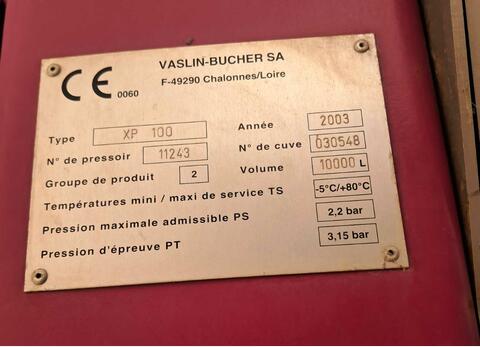 VASLIN-BUCHER SA
F-49290 Chalonnes/Loire
CE 0060
Type XP 100 Année 2003
N° de pressoir 11243 N° de cuve 030548
Groupe de produit 2 Volume 10000 L
Températures mini / maxi de service TS -5°C/+80°C
Pression maximale admissible PS 2,2 bar
Pression d'épreuve PT 3,15 bar